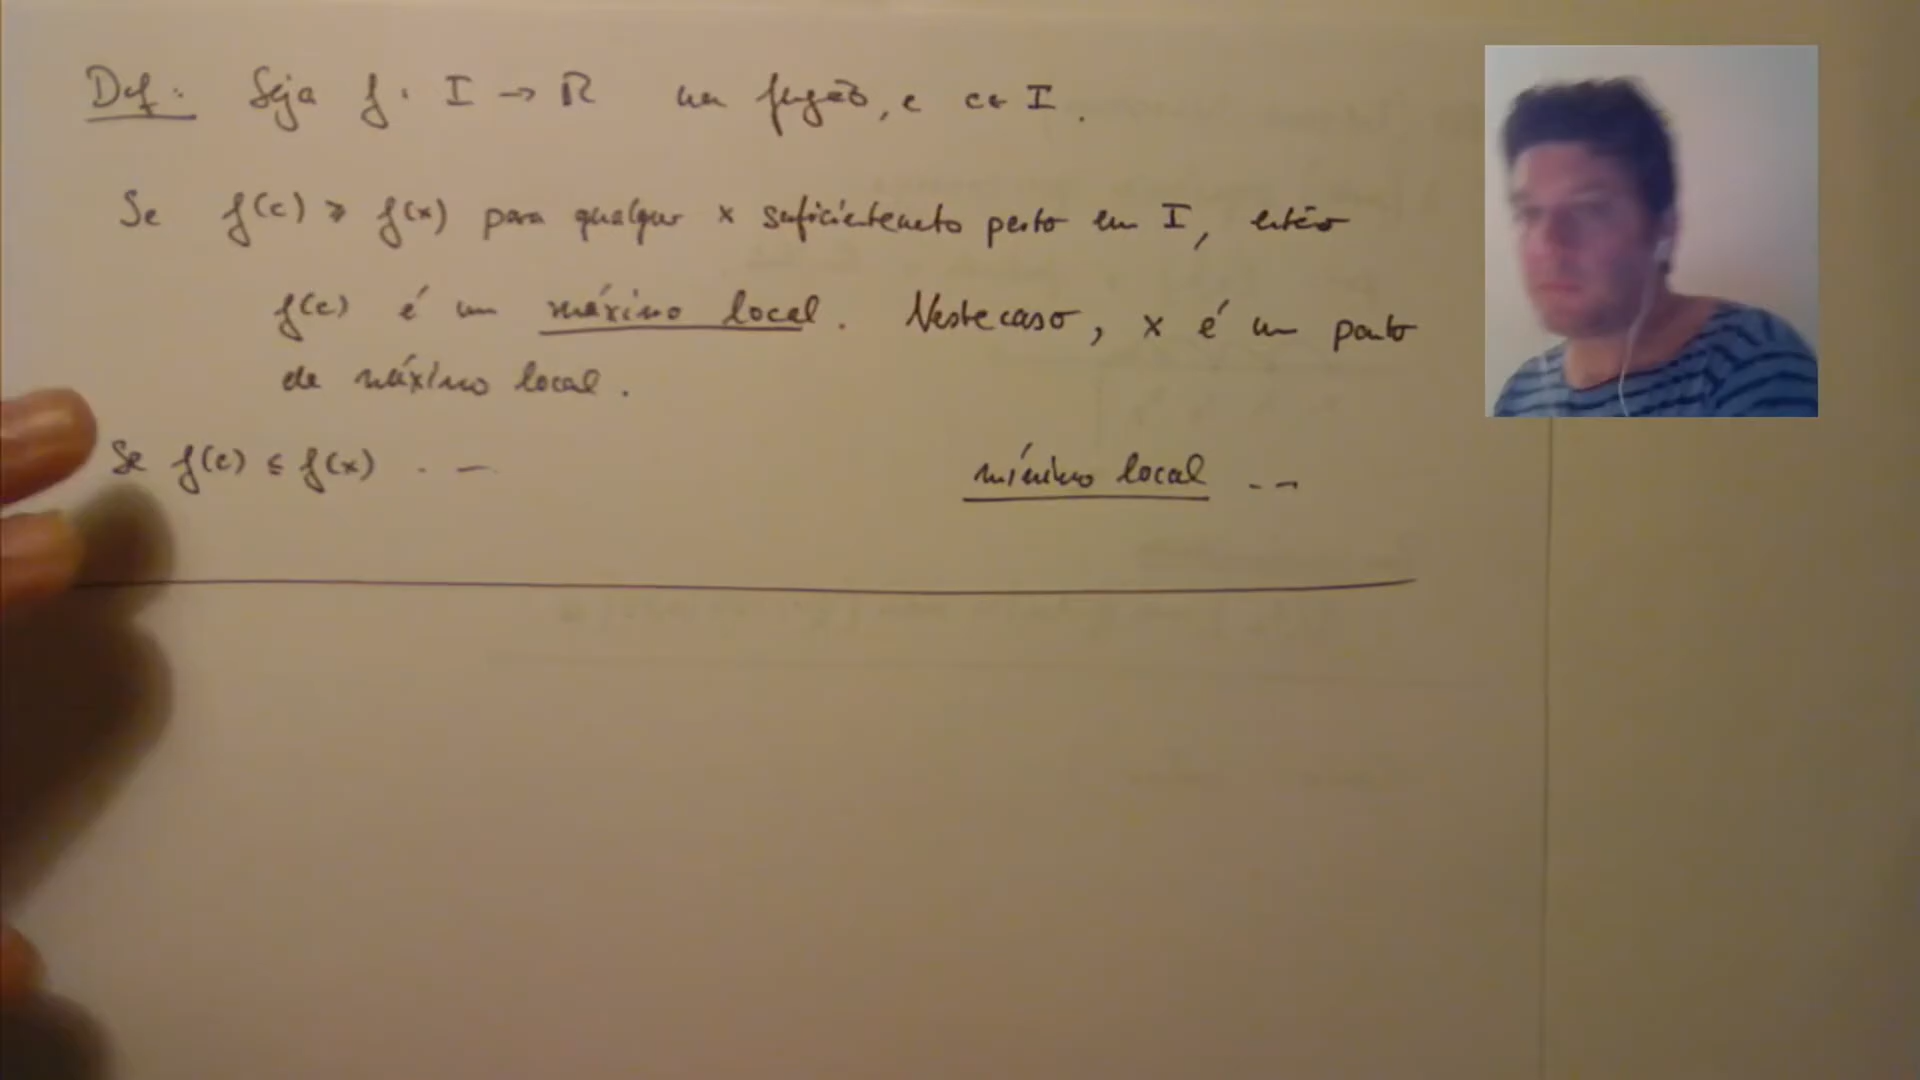 Def: Seja f: I → ℝ um função, e c ∈ I.
Se f(c) ≥ f(x) para qualquer x suficientemente perto em I, então
f(c) é um máximo local. Neste caso, x é um ponto
de máximo local.
Se f(c) ≤ f(x) . — mínimo local . . —